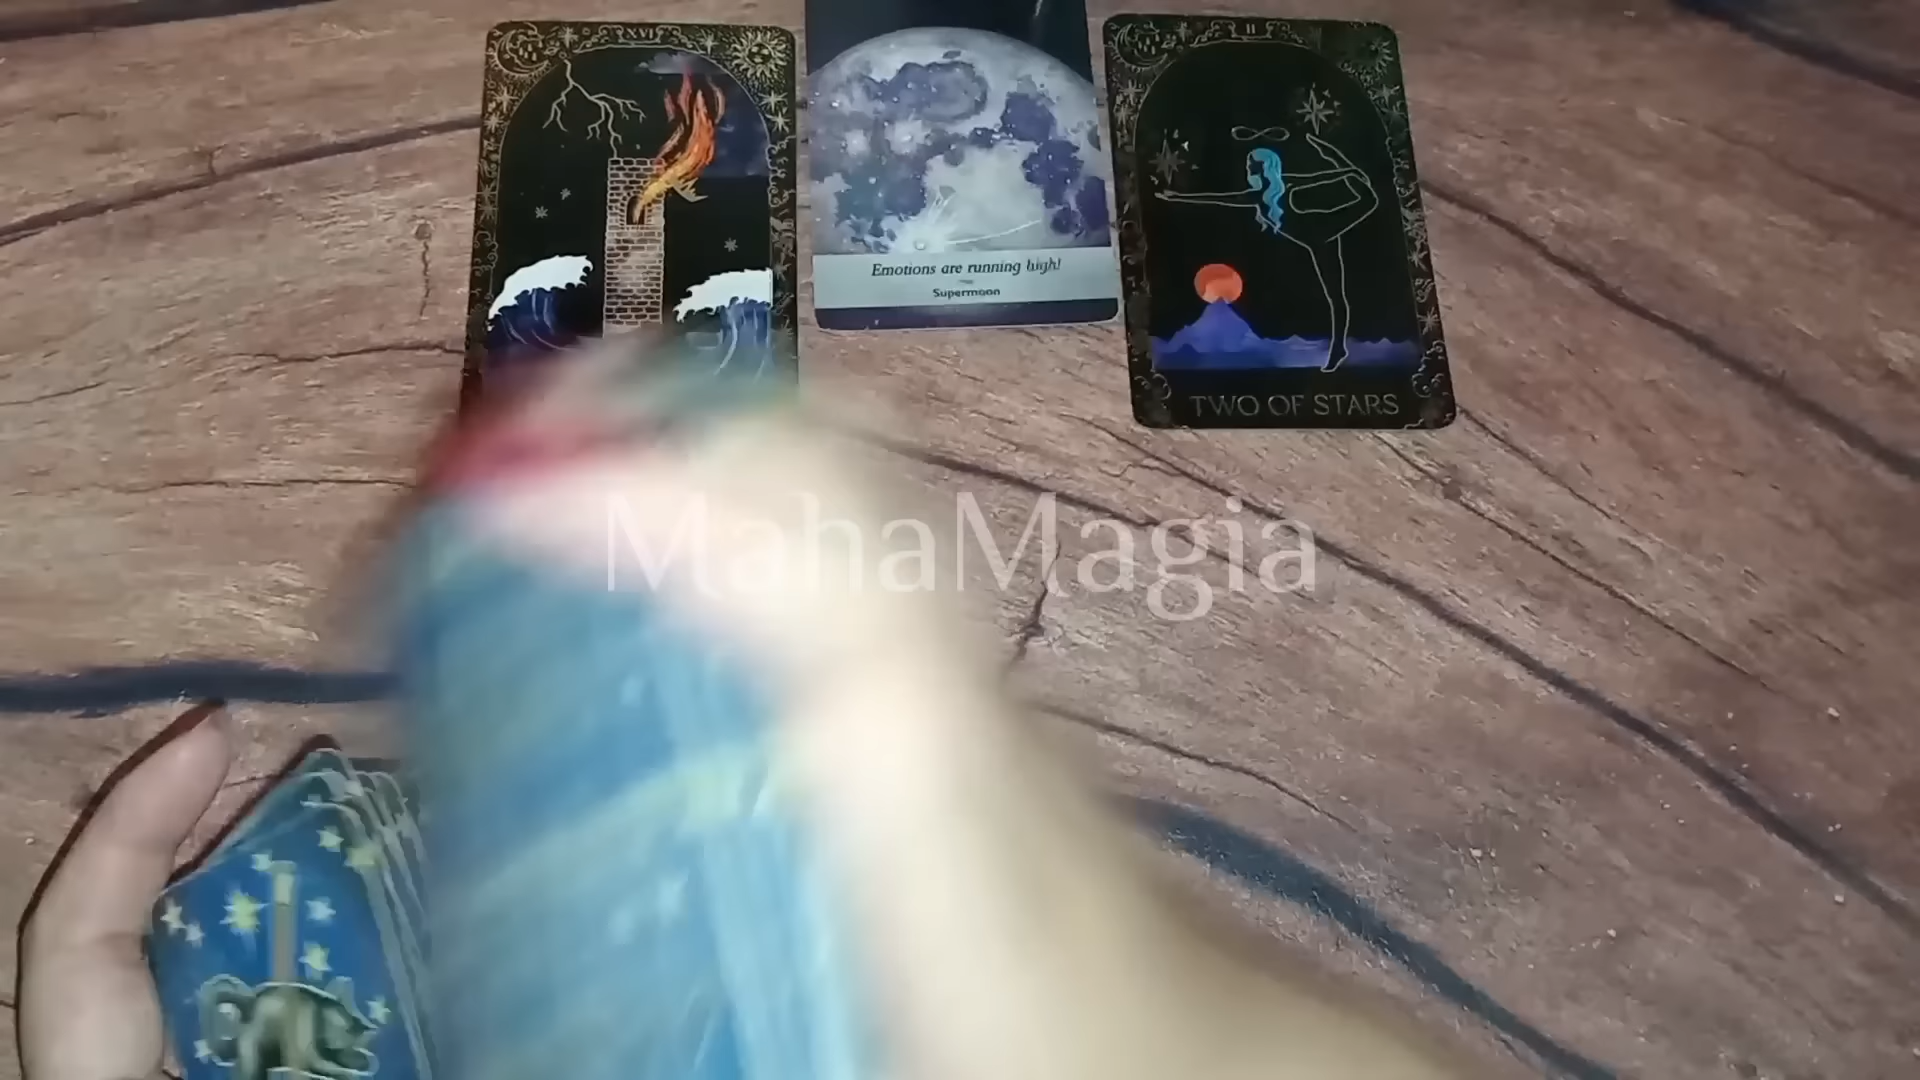 XVI
II
Emotions are running high!
Supermoon
TWO OF STARS
MahaMagia